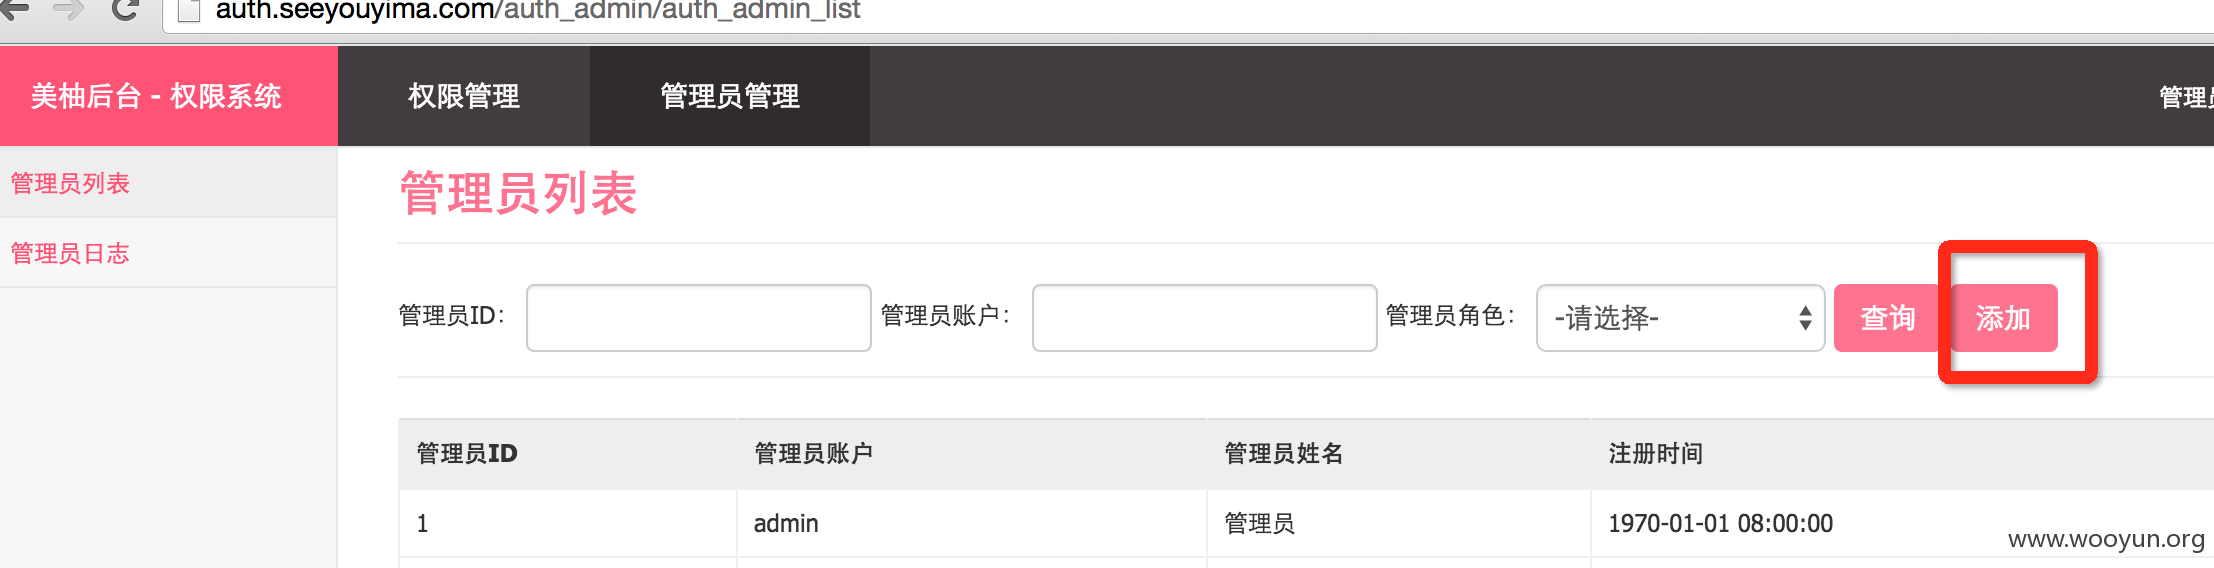 auth.seeyouyima.com/auth_admin/auth_admin_list
美柚后台 - 权限系统 权限管理 管理员管理 管理员
管理员列表
管理员日志
管理员列表
管理员ID: 管理员账户: 管理员角色: -请选择- 查询 添加
管理员ID 管理员账户 管理员姓名 注册时间
1 admin 管理员 1970-01-01 08:00:00
www.wooyun.org